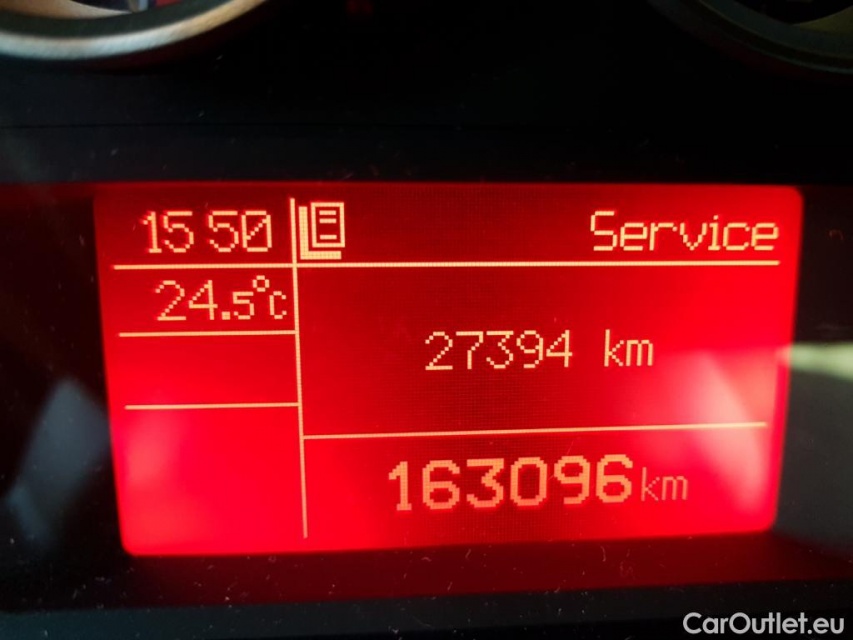 15 50 Service
24.5°C
27394 km
163096 km
CarOutlet.eu